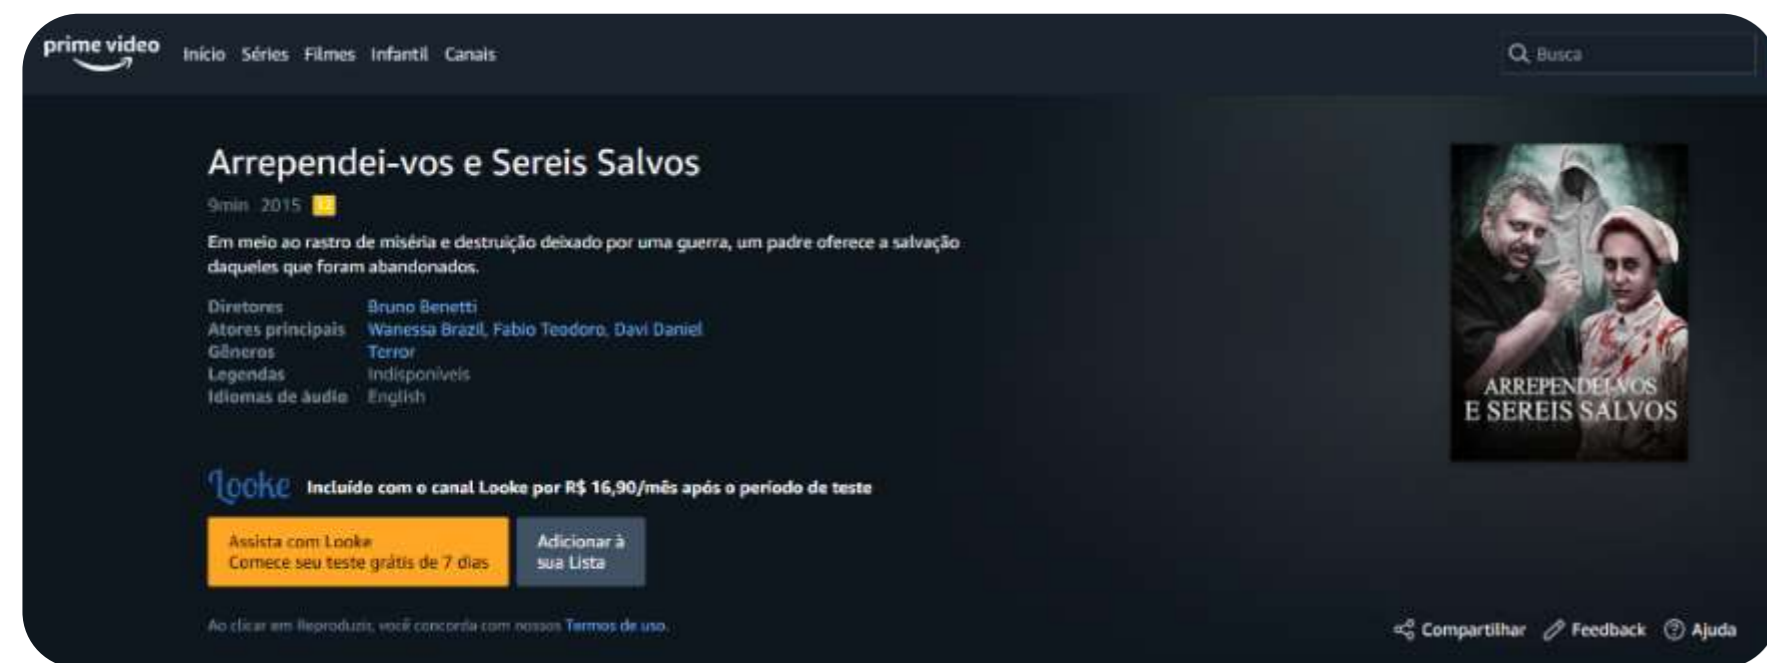 prime video
Início Séries Filmes Infantil Canais
Busca
Arrependei-vos e Sereis Salvos
9min 2015 12
Em meio ao rastro de miséria e destruição deixado por uma guerra, um padre oferece a salvação
daqueles que foram abandonados.
Diretores Bruno Benetti
Atores principais Wanessa Brazil, Fabio Teodoro, Davi Daniel
Gêneros Terror
Legendas Indisponíveis
Idiomas de áudio English
ARREPENDEI-VOS
E SEREIS SALVOS
Looke Incluído com o canal Looke por R$ 16,90/mês após o período de teste
Assista com Looke
Comece seu teste grátis de 7 dias
Adicionar à
sua Lista
Ao clicar em Reproduzir, você concorda com nossos Termos de uso.
Compartilhar Feedback Ajuda